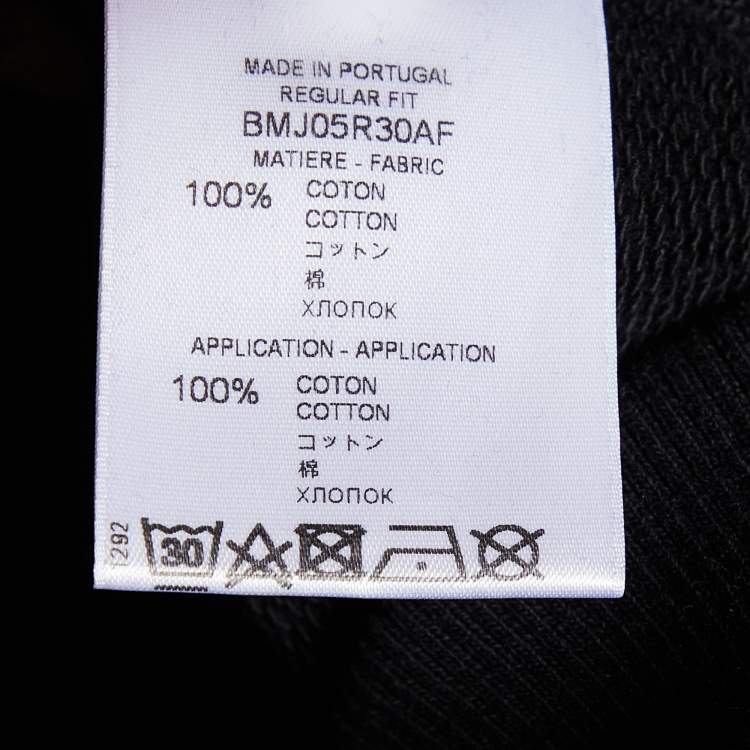 MADE IN PORTUGAL
REGULAR FIT
BMJ05R30AF
MATIERE - FABRIC
100% COTON
COTTON
コットン
棉
ХЛОПОК
APPLICATION - APPLICATION
100% COTON
COTTON
コットン
棉
ХЛОПОК
292
30